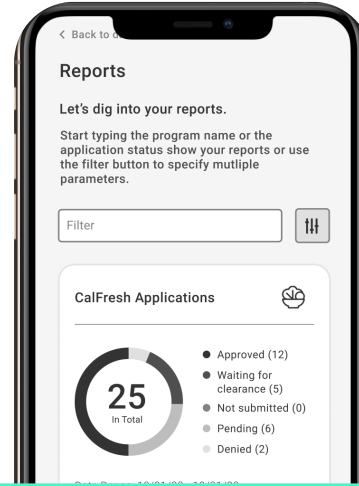 Back to
Reports
Let's dig into your reports.
Start typing the program name or the
application status show your reports or use
the filter button to specify mutliple
parameters.
Filter
CalFresh Applications
25
In Total
Approved (12)
Waiting for
clearance (5)
Not submitted (0)
Pending (6)
Denied (2)